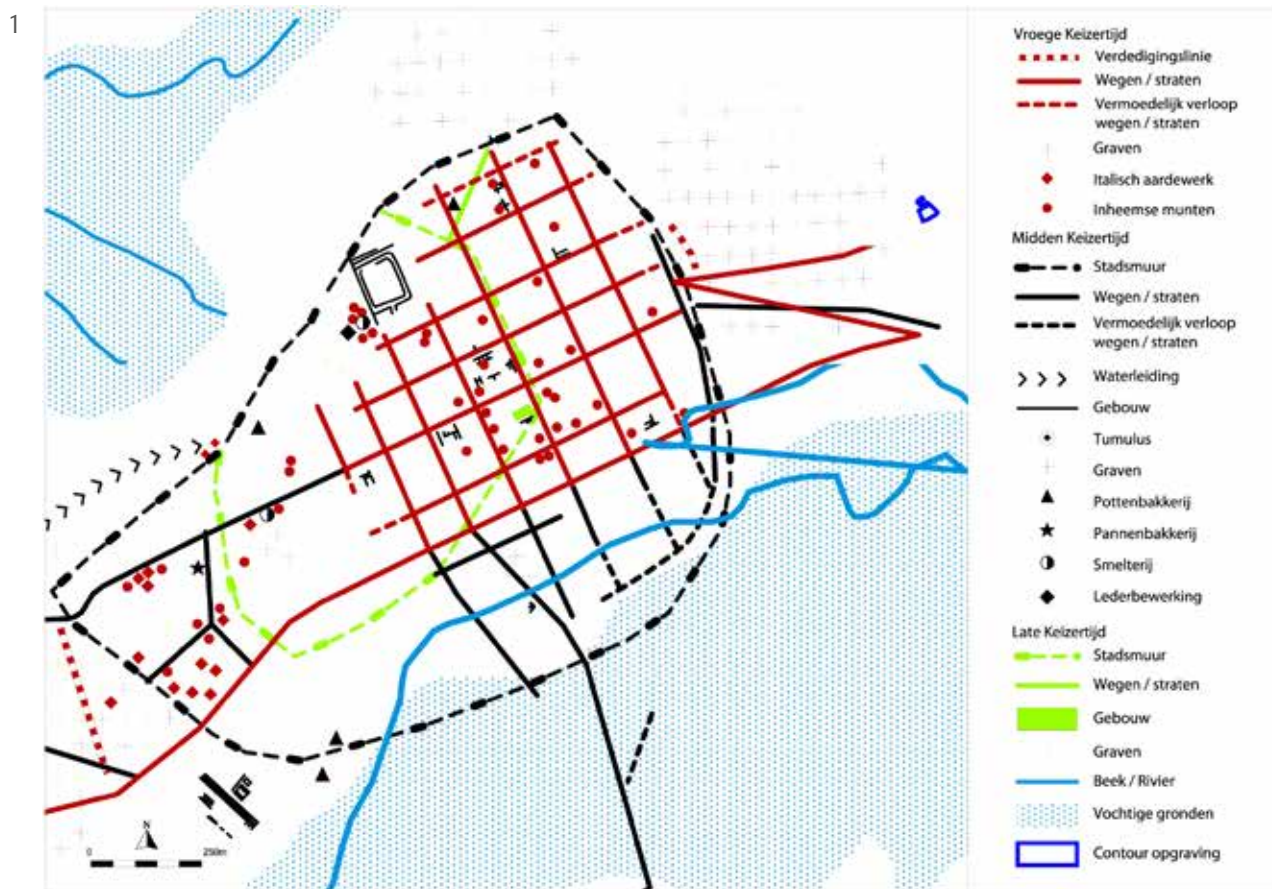 1
Vroege Keizertijd
Verdedigingslinie
Wegen / straten
Vermoedelijk verloop
wegen / straten
Graven
Italisch aardewerk
Inheemse munten
Midden Keizertijd
Stadsmuur
Wegen / straten
Vermoedelijk verloop
wegen / straten
Waterleiding
Gebouw
Tumulus
Graven
Pottenbakkerij
Pannenbakkerij
Smelterij
Lederbewerking
Late Keizertijd
Stadsmuur
Wegen / straten
Gebouw
Graven
Beek / Rivier
Vochtige gronden
Contour opgraving
N
0 250m